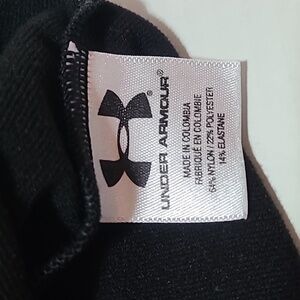 UNDER ARMOUR®
MADE IN COLOMBIA
FABRIQUÉ EN COLOMBIE
64% NYLON / 22% POLYESTER
14% ELASTANE